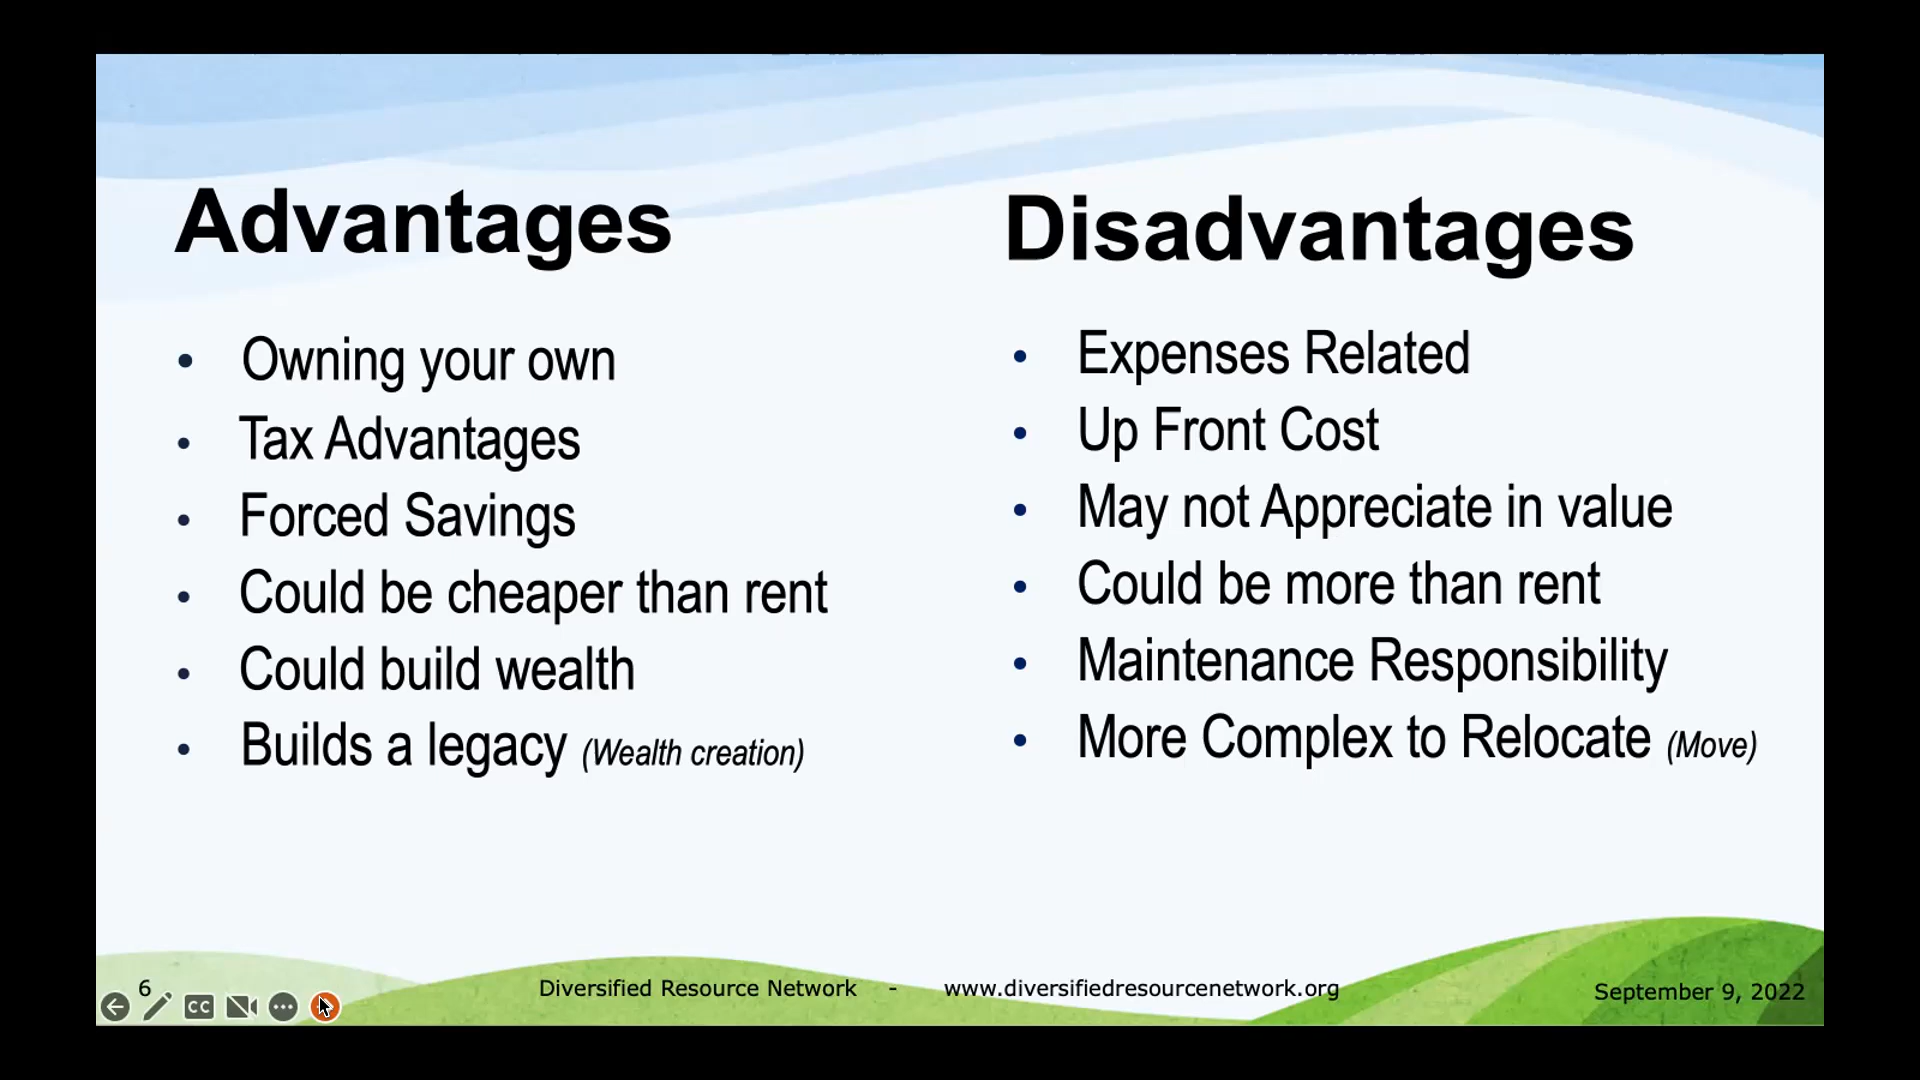 Advantages
• Owning your own
• Tax Advantages
• Forced Savings
• Could be cheaper than rent
• Could build wealth
• Builds a legacy (Wealth creation)
Disadvantages
• Expenses Related
• Up Front Cost
• May not Appreciate in value
• Could be more than rent
• Maintenance Responsibility
• More Complex to Relocate (Move)
6
Diversified Resource Network - www.diversifiedresourcenetwork.org
September 9, 2022
CC